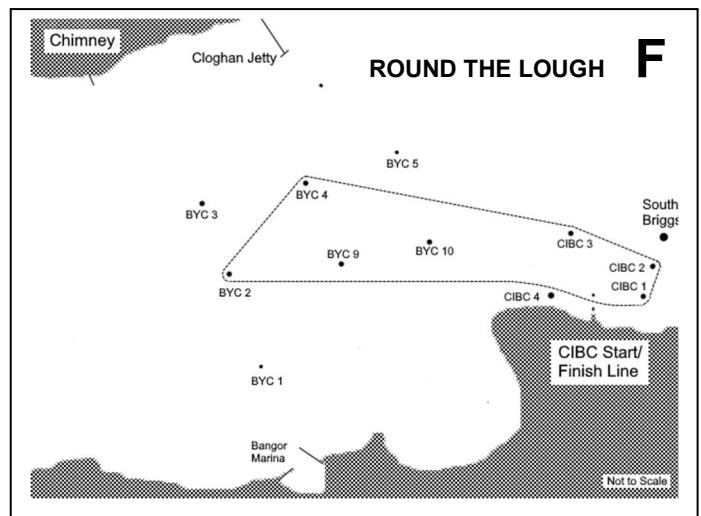 Chimney
Cloghan Jetty
ROUND THE LOUGH F
BYC 5
BYC 4
BYC 3
South
Briggs
CIBC 3
BYC 10
BYC 9
CIBC 2
BYC 2
CIBC 4
CIBC 1
CIBC Start/
Finish Line
BYC 1
Bangor
Marina
Not to Scale